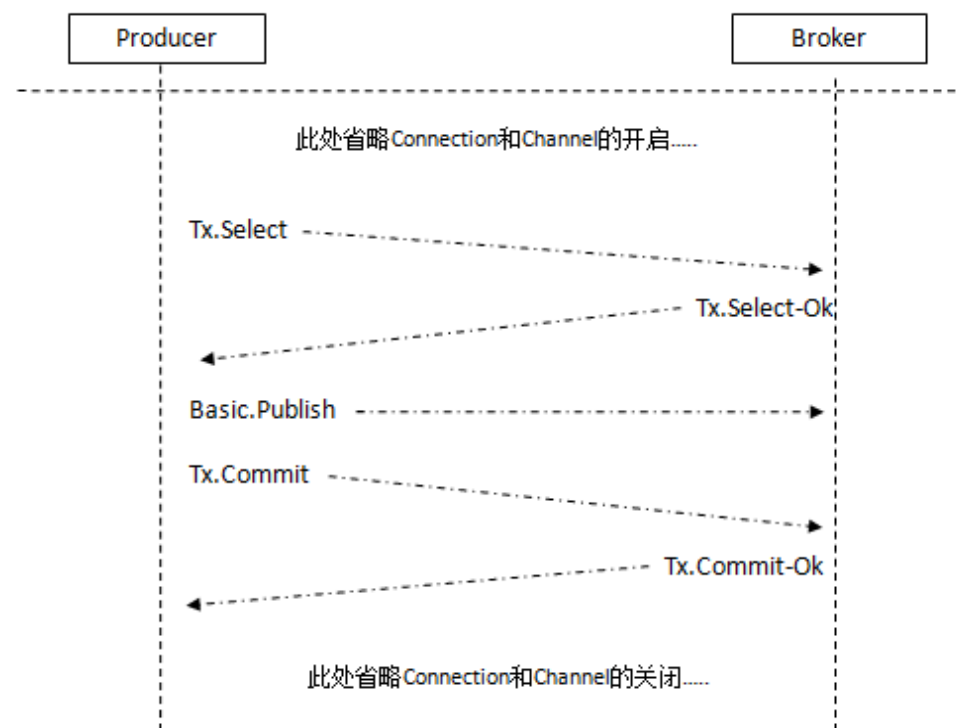 Producer
Broker
此处省略Connection和Channel的开启.....
Tx.Select
Tx.Select-Ok
Basic.Publish
Tx.Commit
Tx.Commit-Ok
此处省略Connection和Channel的关闭.....